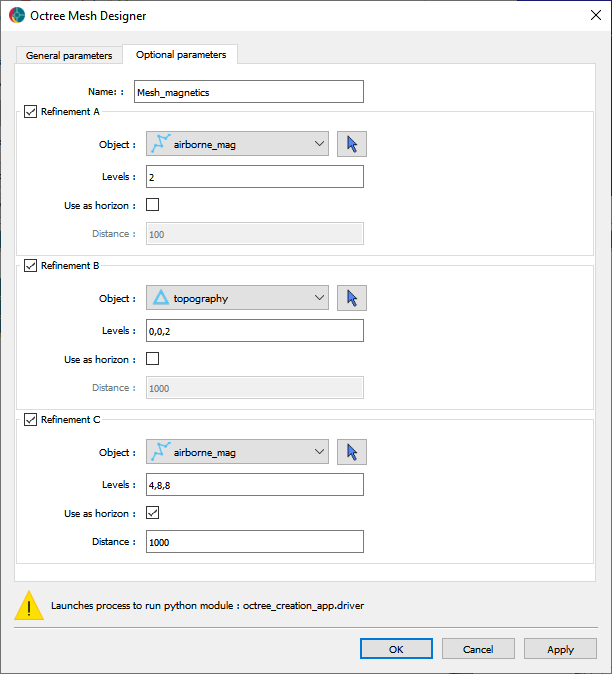 Octree Mesh Designer
General parameters
Optional parameters
Name: : Mesh_magnetics
Refinement A
Object : airborne_mag
Levels : 2
Use as horizon :
Distance : 100
Refinement B
Object : topography
Levels : 0,0,2
Use as horizon :
Distance : 1000
Refinement C
Object : airborne_mag
Levels : 4,8,8
Use as horizon :
Distance : 1000
Launches process to run python module : octree_creation_app.driver
OK
Cancel
Apply